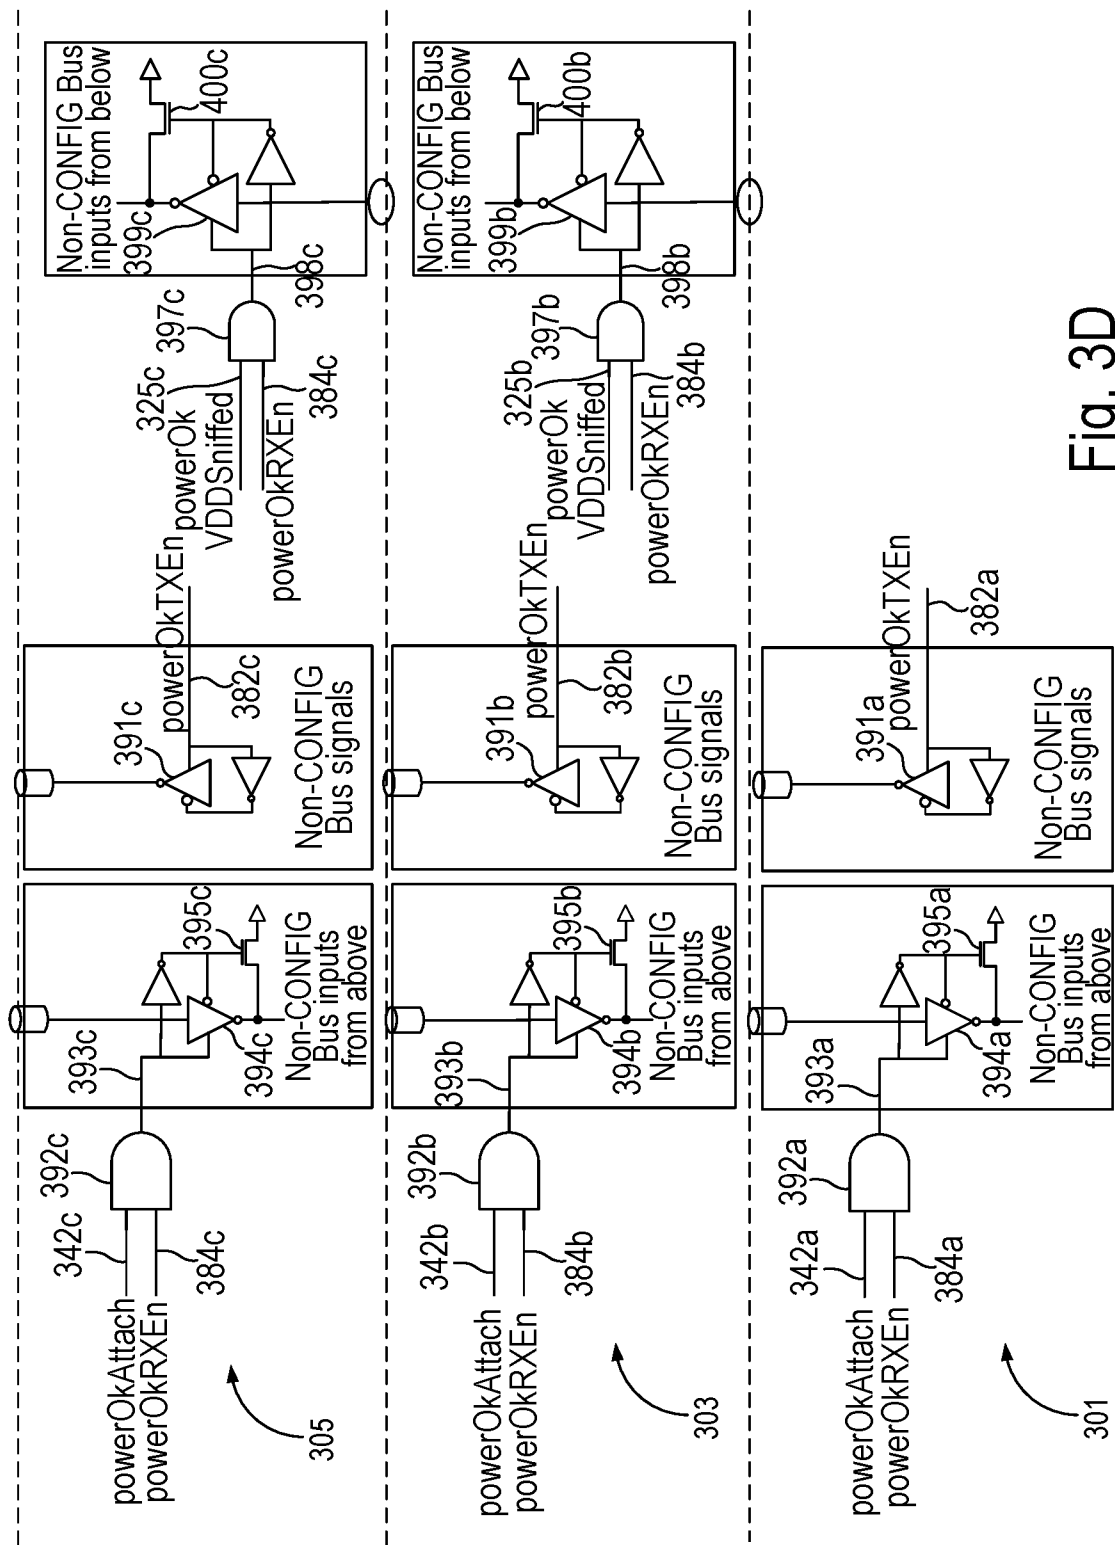 305
powerOkAttach
powerOkRXEn
342c
384c
392c
393c
394c
395c
Non-CONFIG
Bus inputs
from above
391c
Non-CONFIG
Bus signals
powerOkTXEn
382c
powerOk
VDDSniffed
325c
powerOkRXEn
384c
397c
398c
Non-CONFIG Bus
inputs from below
399c
400c
303
powerOkAttach
powerOkRXEn
342b
384b
392b
393b
394b
395b
Non-CONFIG
Bus inputs
from above
391b
Non-CONFIG
Bus signals
powerOkTXEn
382b
powerOk
VDDSniffed
325b
powerOkRXEn
384b
397b
398b
Non-CONFIG Bus
inputs from below
399b
400b
301
powerOkAttach
powerOkRXEn
342a
384a
392a
393a
394a
395a
Non-CONFIG
Bus inputs
from above
391a
Non-CONFIG
Bus signals
powerOkTXEn
382a
Fig. 3D